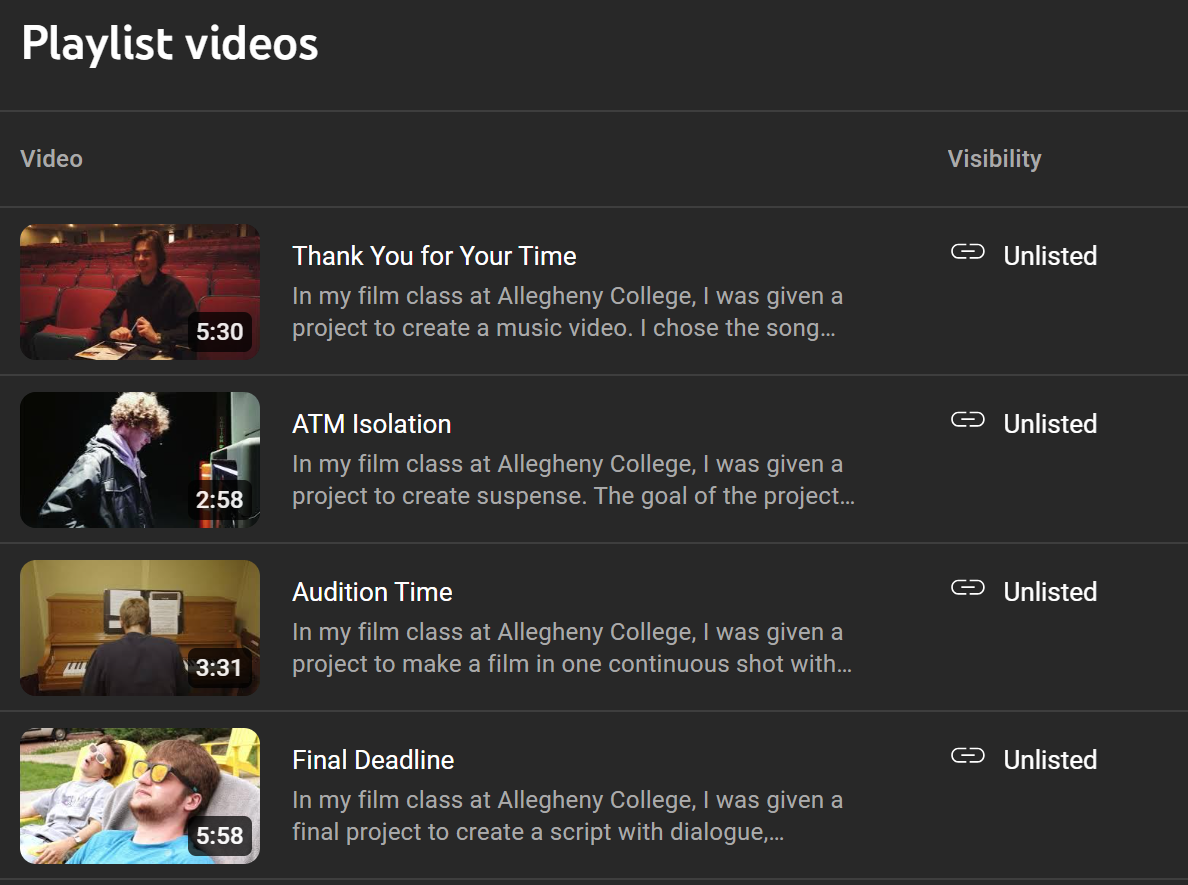 Playlist videos
Video
Visibility
5:30
Thank You for Your Time
In my film class at Allegheny College, I was given a
project to create a music video. I chose the song…
Unlisted
2:58
ATM Isolation
In my film class at Allegheny College, I was given a
project to create suspense. The goal of the project…
Unlisted
3:31
Audition Time
In my film class at Allegheny College, I was given a
project to make a film in one continuous shot with…
Unlisted
5:58
Final Deadline
In my film class at Allegheny College, I was given a
final project to create a script with dialogue,…
Unlisted